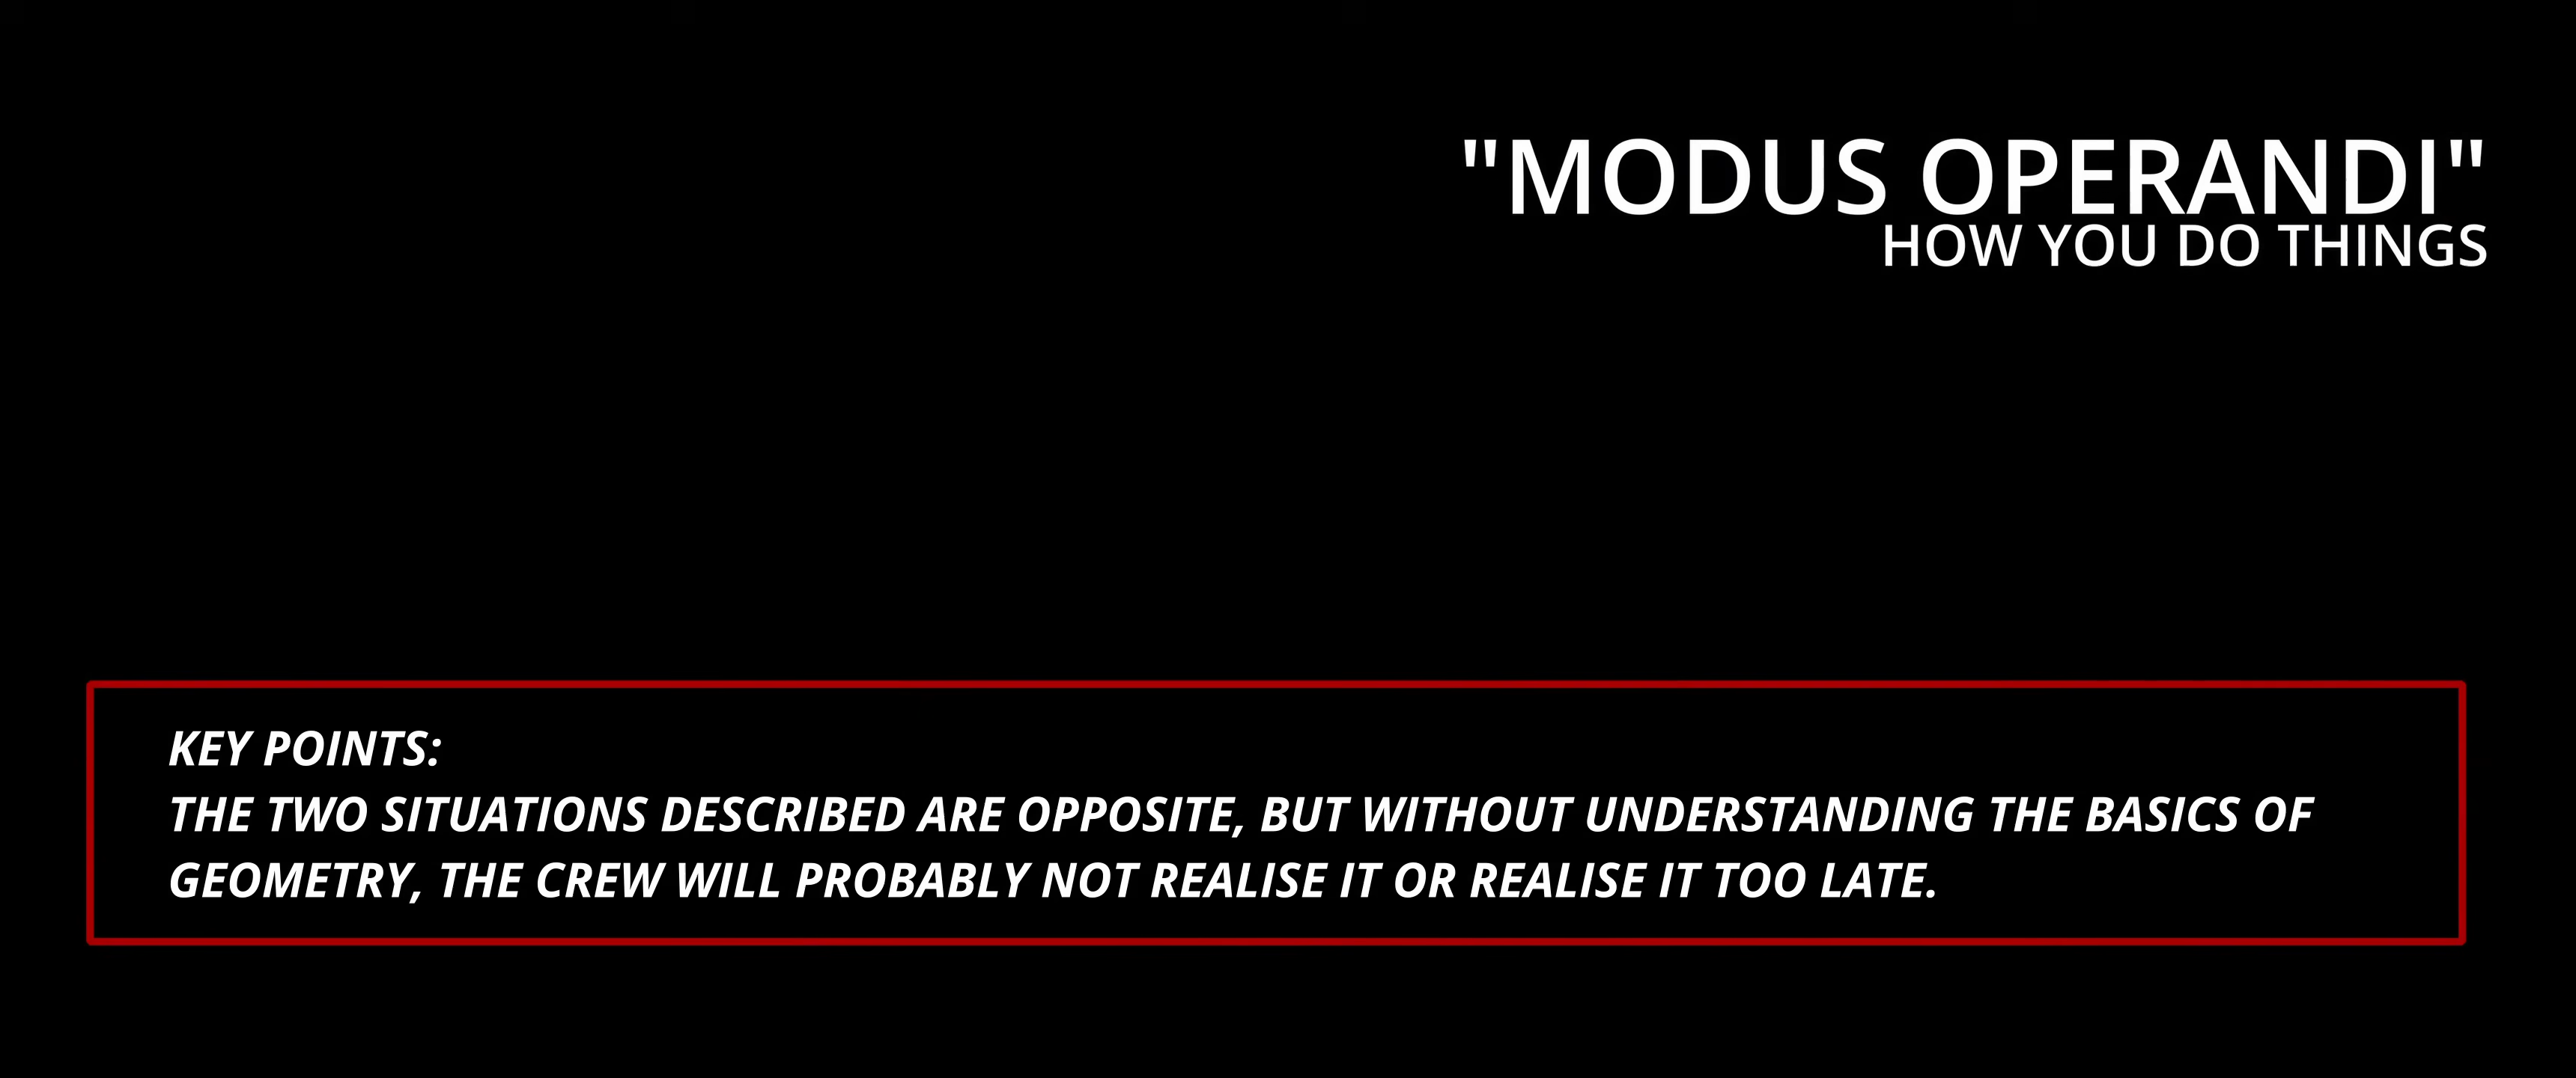 "MODUS OPERANDI"
HOW YOU DO THINGS
KEY POINTS:
THE TWO SITUATIONS DESCRIBED ARE OPPOSITE, BUT WITHOUT UNDERSTANDING THE BASICS OF
GEOMETRY, THE CREW WILL PROBABLY NOT REALISE IT OR REALISE IT TOO LATE.